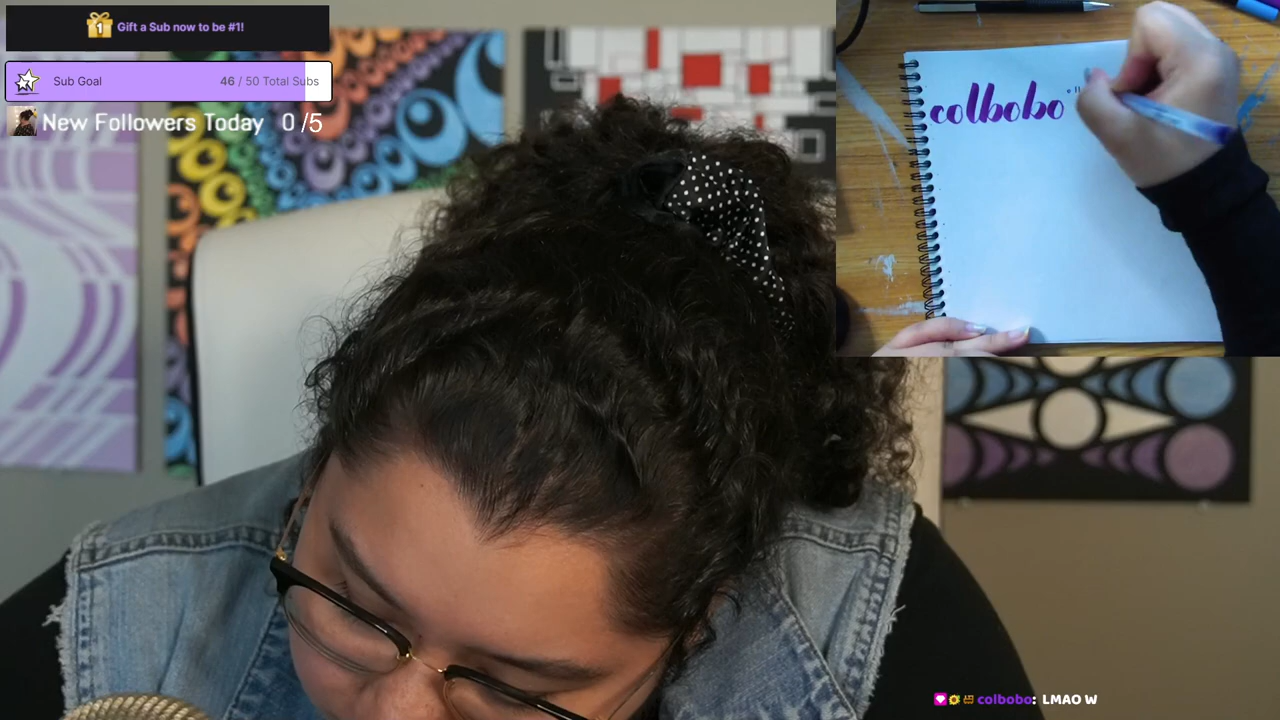 1 Gift a Sub now to be #1!
Sub Goal 46 / 50 Total Subs
New Followers Today 0 /5
colbobo
colbobo: LMAO W